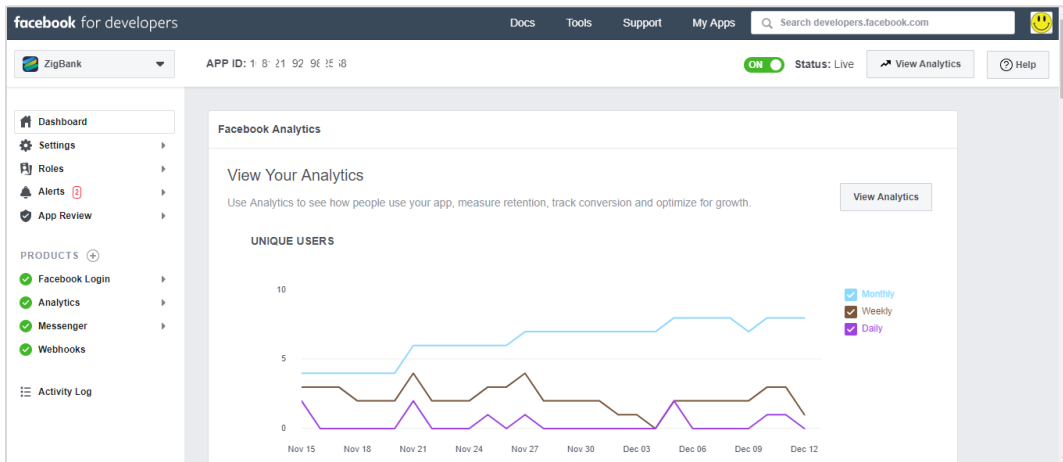 facebook for developers
Docs Tools Support My Apps Search developers.facebook.com
ZigBank APP ID: ON Status: Live View Analytics Help
Dashboard
Settings
Roles
Alerts 2
App Review
PRODUCTS
Facebook Login
Analytics
Messenger
Webhooks
Activity Log
Facebook Analytics
View Your Analytics
Use Analytics to see how people use your app, measure retention, track conversion and optimize for growth.
View Analytics
UNIQUE USERS
10
5
0
Nov 15 Nov 18 Nov 21 Nov 24 Nov 27 Nov 30 Dec 03 Dec 06 Dec 09 Dec 12
Monthly
Weekly
Daily